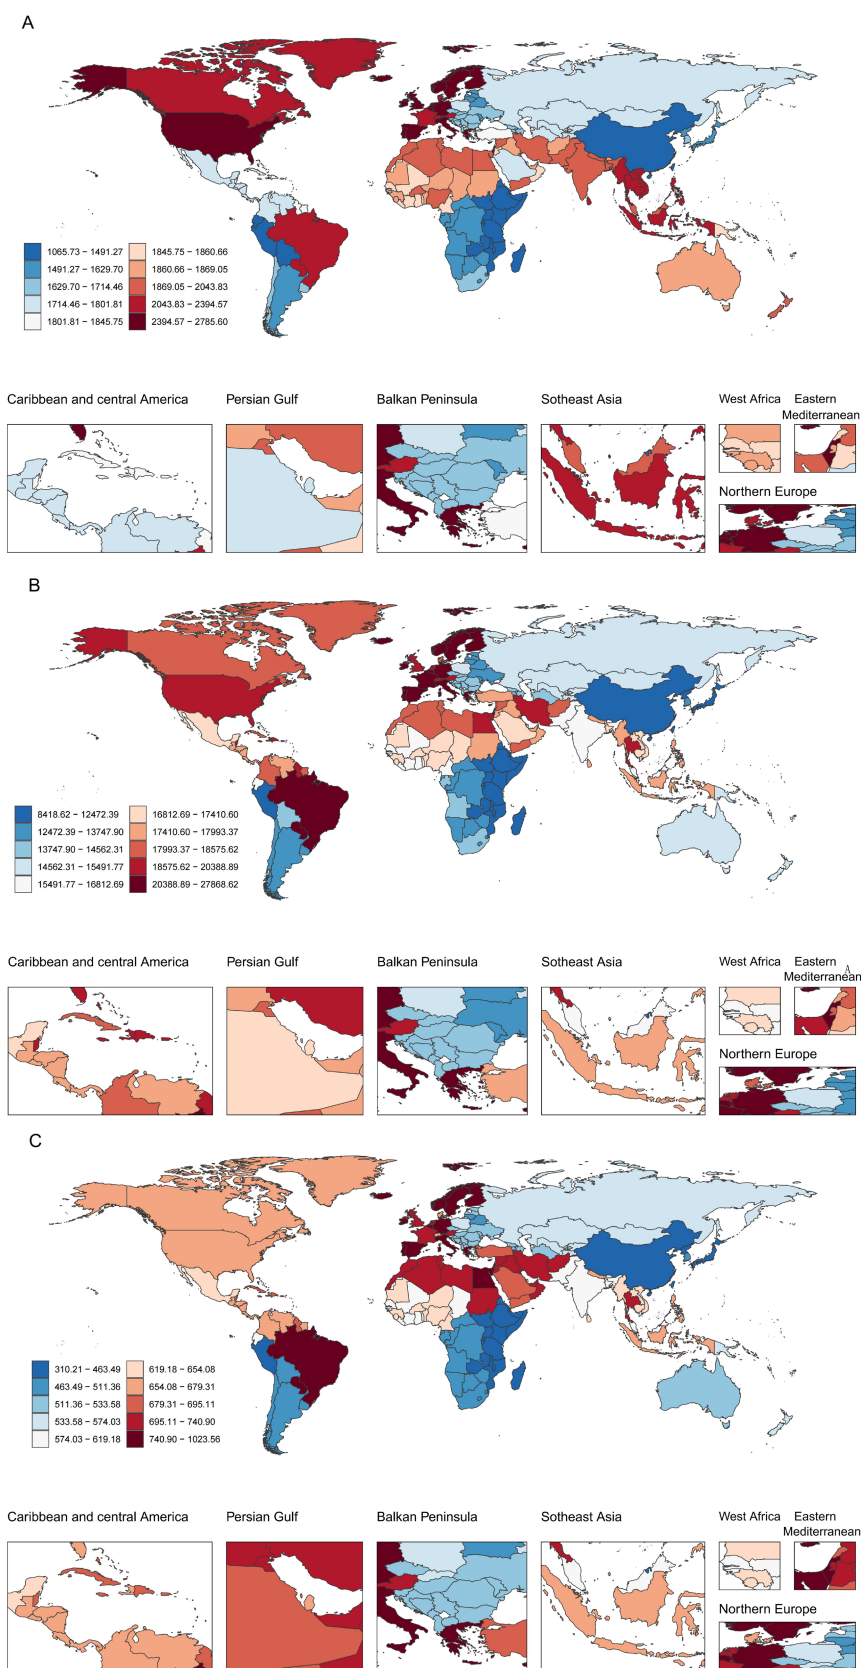 A
1065.73 − 1491.27
1491.27 − 1629.70
1629.70 − 1714.46
1714.46 − 1801.81
1801.81 − 1845.75
1845.75 − 1860.66
1860.66 − 1869.05
1869.05 − 2043.83
2043.83 − 2394.57
2394.57 − 2785.60
Caribbean and central America
Persian Gulf
Balkan Peninsula
Sotheast Asia
West Africa
Eastern
Mediterranean
Northern Europe
B
8418.62 − 12472.39
12472.39 − 13747.90
13747.90 − 14562.31
14562.31 − 15491.77
15491.77 − 16812.69
16812.69 − 17410.60
17410.60 − 17993.37
17993.37 − 18575.62
18575.62 − 20388.89
20388.89 − 27868.62
Caribbean and central America
Persian Gulf
Balkan Peninsula
Sotheast Asia
West Africa
Eastern
A
Mediterranean
Northern Europe
C
310.21 − 463.49
463.49 − 511.36
511.36 − 533.58
533.58 − 574.03
574.03 − 619.18
619.18 − 654.08
654.08 − 679.31
679.31 − 695.11
695.11 − 740.90
740.90 − 1023.56
Caribbean and central America
Persian Gulf
Balkan Peninsula
Sotheast Asia
West Africa
Eastern
Mediterranean
Northern Europe